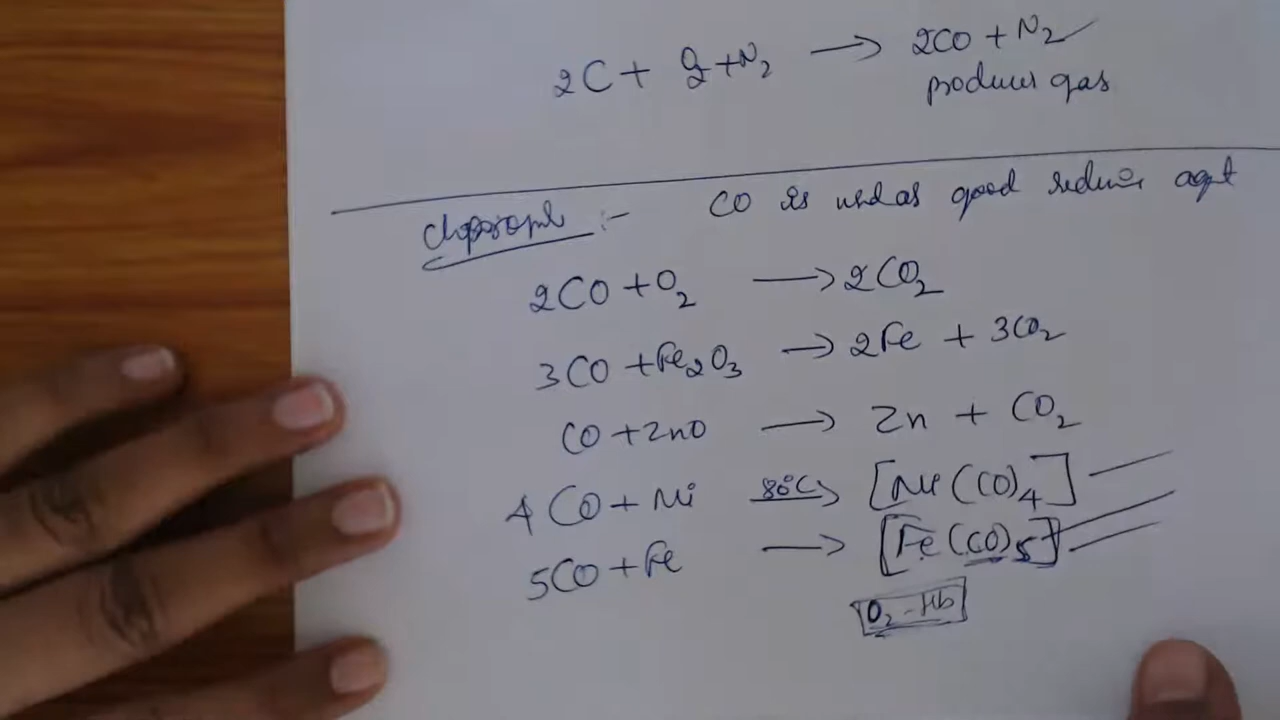 2C + O2 + N2 → 2CO + N2
producer gas
:- CO is used as good reducing agent
2CO + O2 → 2CO2
3CO + Fe2O3 → 2Fe + 3CO2
CO + ZnO → Zn + CO2
4CO + Ni 80°C→ [Ni(CO)4]
5CO + Fe → [Fe(CO)5]
O2 - Hb